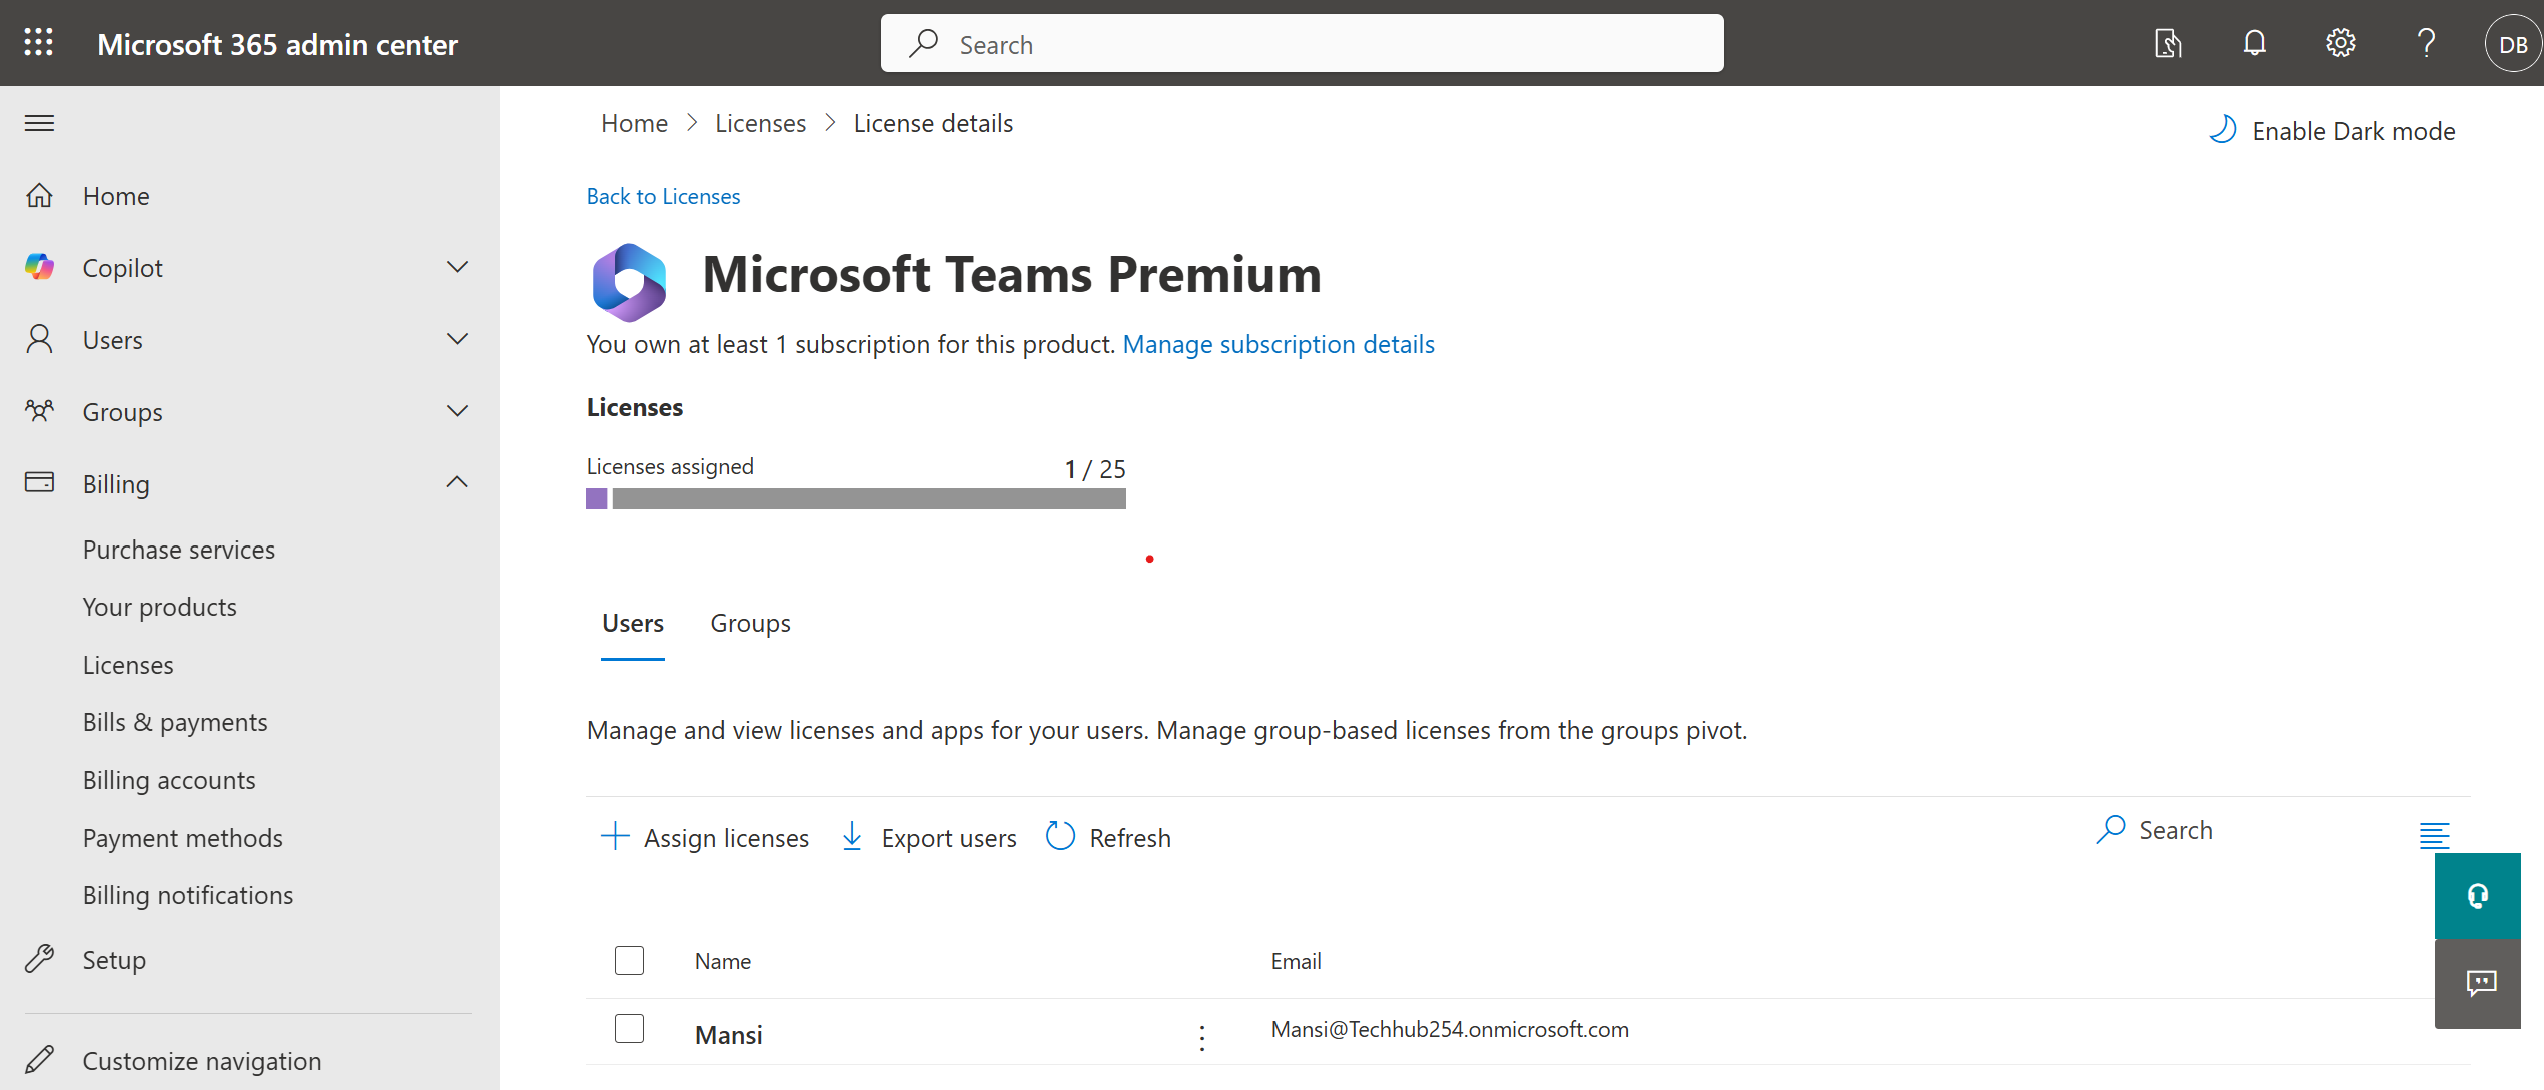 Microsoft 365 admin center
Search
DB
Home
Copilot
Users
Groups
Billing
Purchase services
Your products
Licenses
Bills & payments
Billing accounts
Payment methods
Billing notifications
Setup
Customize navigation
Home > Licenses > License details
Enable Dark mode
Back to Licenses
Microsoft Teams Premium
You own at least 1 subscription for this product. Manage subscription details
Licenses
Licenses assigned 1 / 25
Users Groups
Manage and view licenses and apps for your users. Manage group-based licenses from the groups pivot.
Assign licenses Export users Refresh Search
Name Email
Mansi Mansi@Techhub254.onmicrosoft.com